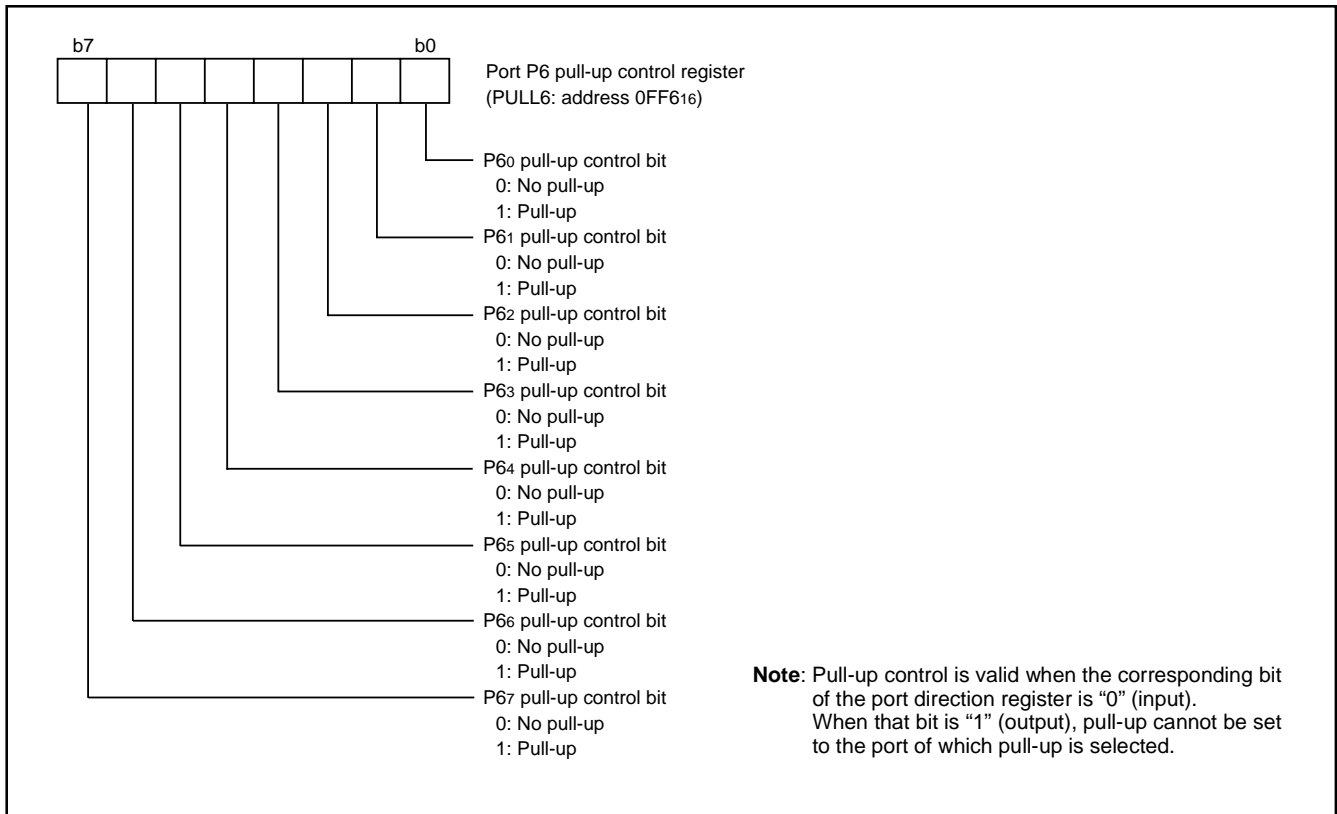 b7 b0
Port P6 pull-up control register
(PULL6: address 0FF616)
P60 pull-up control bit
0: No pull-up
1: Pull-up
P61 pull-up control bit
0: No pull-up
1: Pull-up
P62 pull-up control bit
0: No pull-up
1: Pull-up
P63 pull-up control bit
0: No pull-up
1: Pull-up
P64 pull-up control bit
0: No pull-up
1: Pull-up
P65 pull-up control bit
0: No pull-up
1: Pull-up
P66 pull-up control bit
0: No pull-up
1: Pull-up
P67 pull-up control bit
0: No pull-up
1: Pull-up
Note: Pull-up control is valid when the corresponding bit
of the port direction register is “0” (input).
When that bit is “1” (output), pull-up cannot be set
to the port of which pull-up is selected.